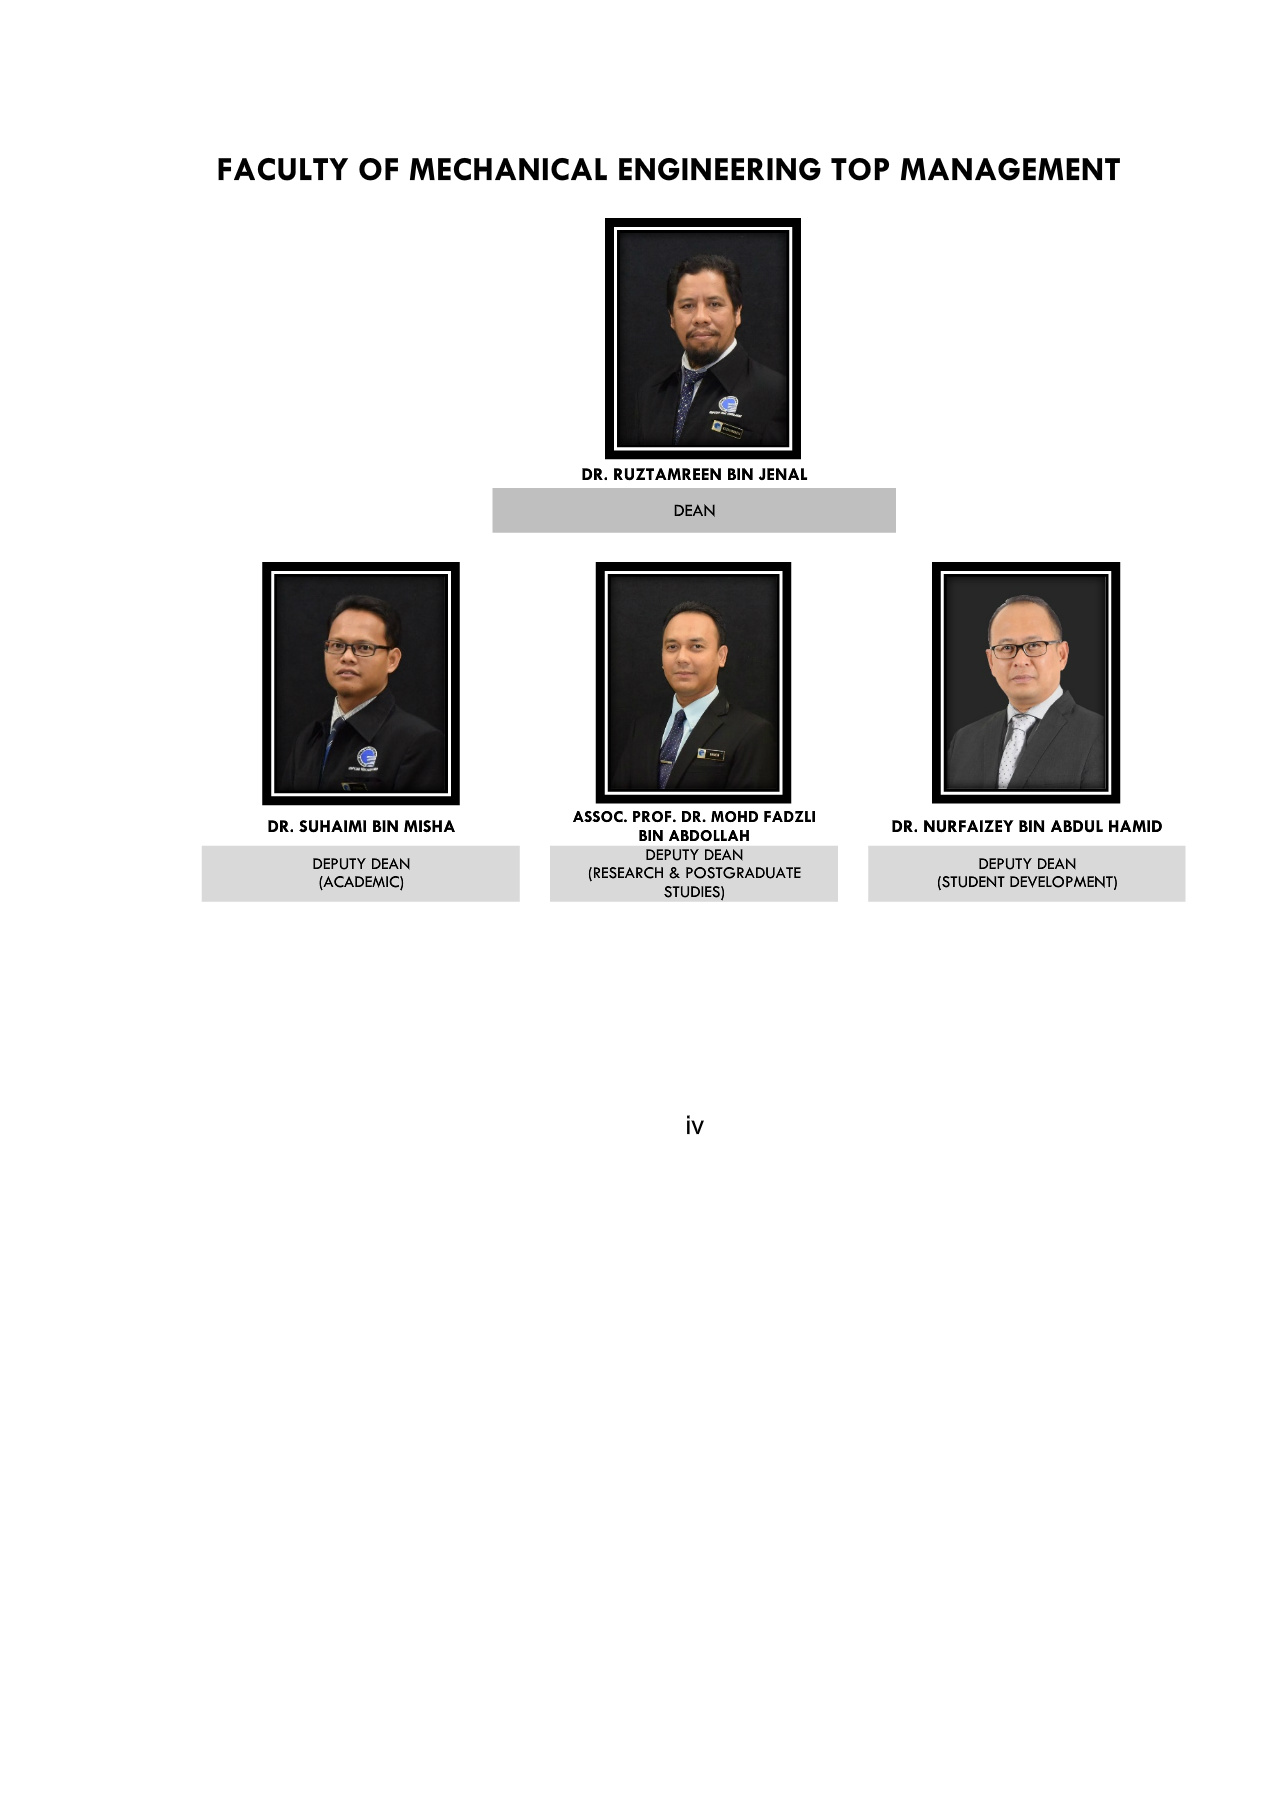 FACULTY OF MECHANICAL ENGINEERING TOP MANAGEMENT
DR. RUZTAMREEN BIN JENAL
DEAN
DR. SUHAIMI BIN MISHA
DEPUTY DEAN
(ACADEMIC)
ASSOC. PROF. DR. MOHD FADZLI
BIN ABDOLLAH
DEPUTY DEAN
(RESEARCH & POSTGRADUATE
STUDIES)
DR. NURFAIZEY BIN ABDUL HAMID
DEPUTY DEAN
(STUDENT DEVELOPMENT)
iv